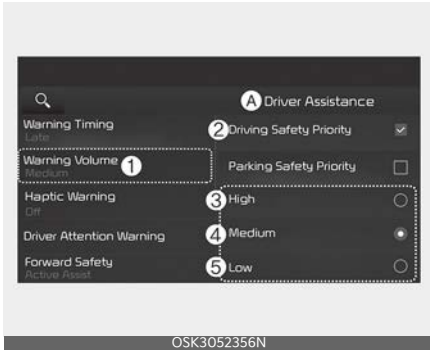 A Driver Assistance
Warning Timing
Late
2 Driving Safety Priority
Warning Volume 1
Medium
Parking Safety Priority
Haptic Warning
Off
3 High
Driver Attention Warning
4 Medium
Forward Safety
Active Assist
5 Low
OSK3052356N